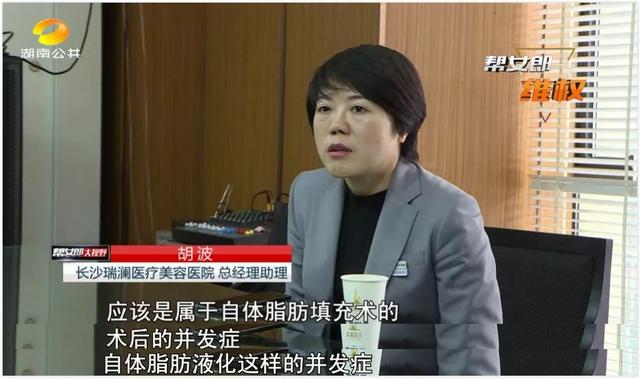 湖南公共
帮女郎
维权
帮女郎 大视野
胡波
长沙瑞澜医疗美容医院 总经理助理
应该是属于自体脂肪填充术的
术后的并发症
自体脂肪液化这样的并发症